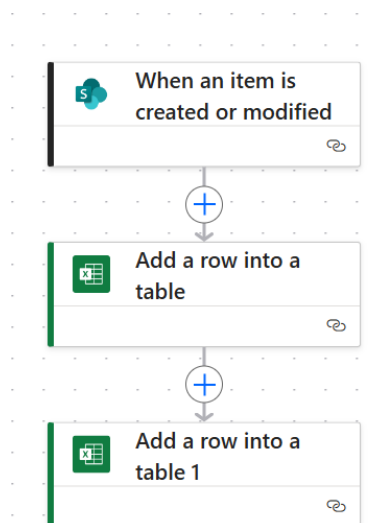 When an item is
created or modified
Add a row into a
table
Add a row into a
table 1